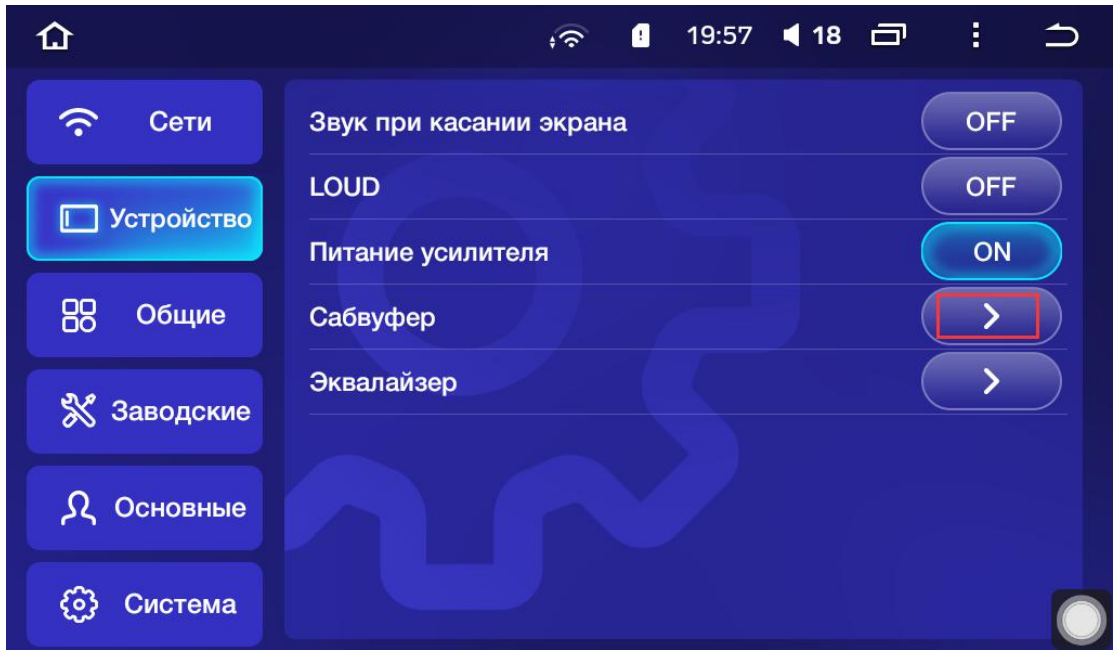 19:57 18
Сети
Устройство
Общие
Заводские
Основные
Система
Звук при касании экрана OFF
LOUD OFF
Питание усилителя ON
Сабвуфер
Эквалайзер